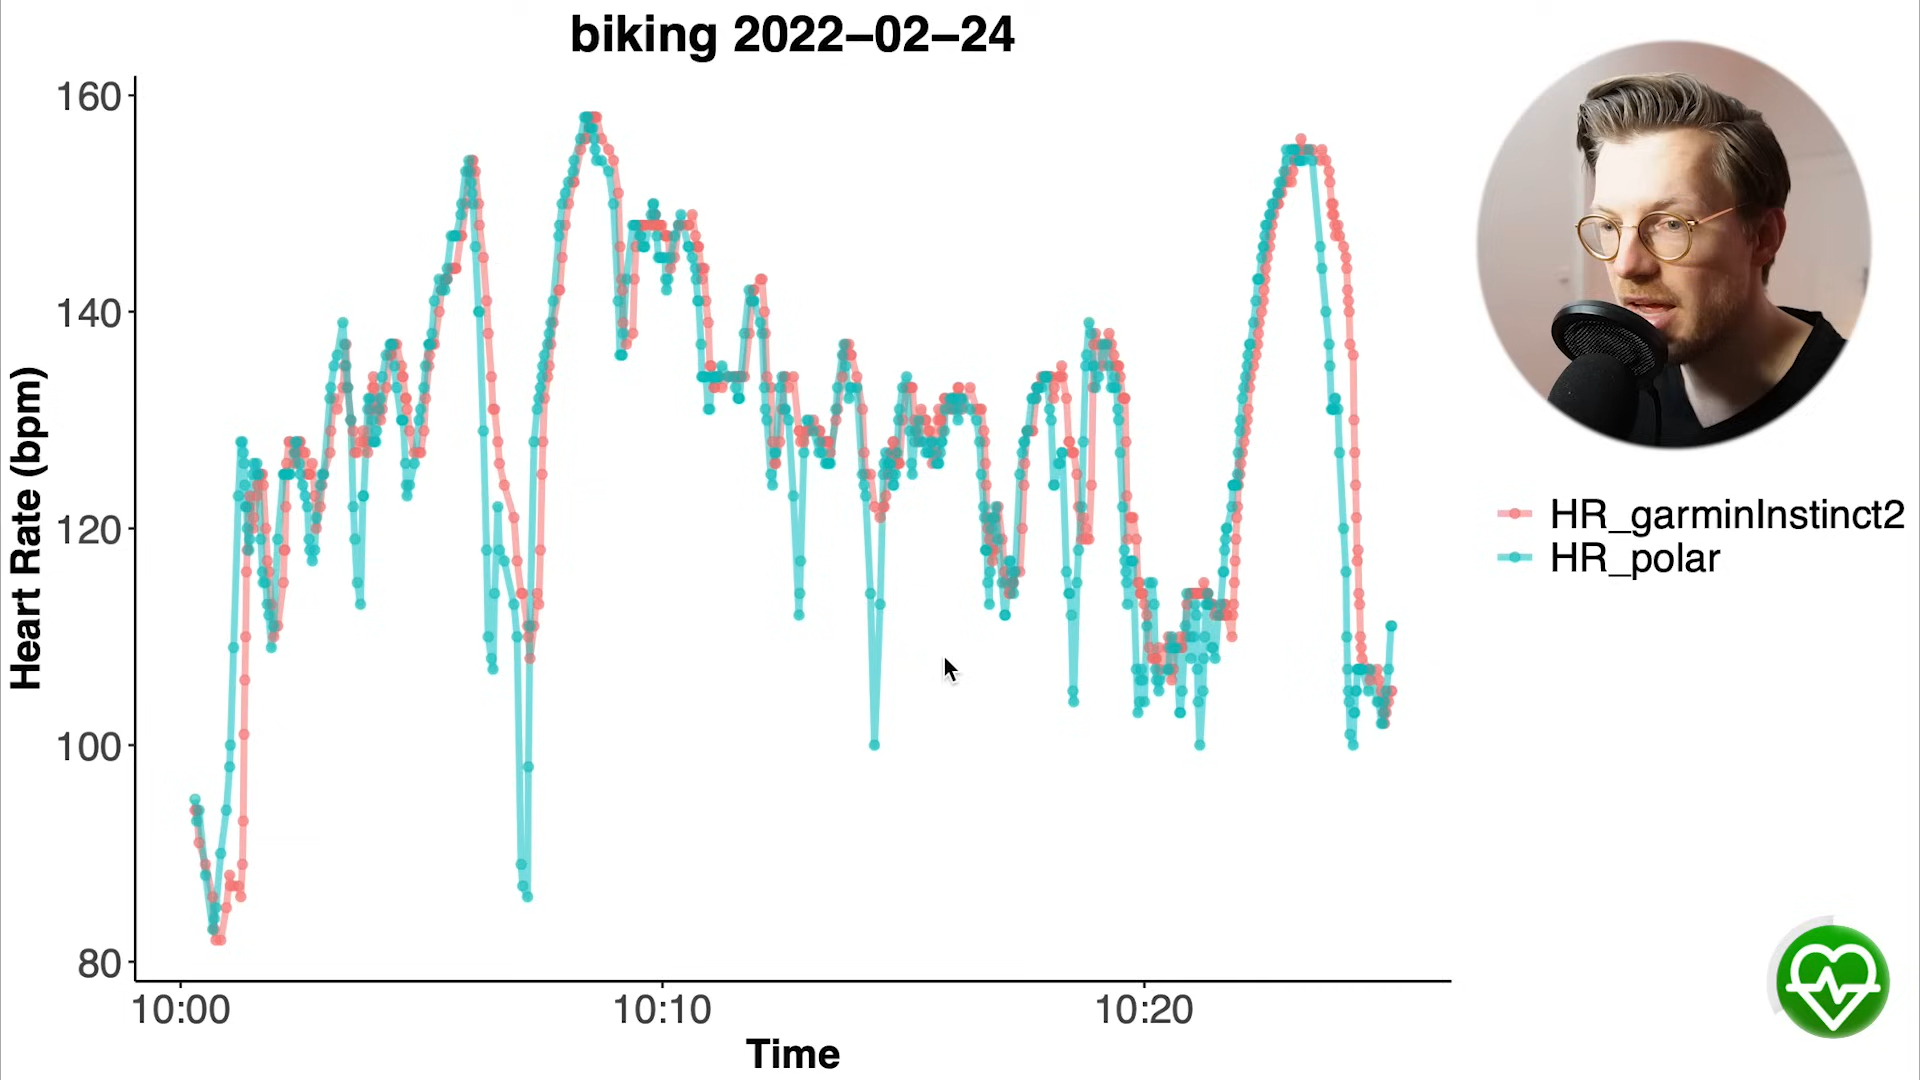 biking 2022–02–24
160
140
120
100
80
Heart Rate (bpm)
10:00
10:10
10:20
Time
HR_garminInstinct2
HR_polar